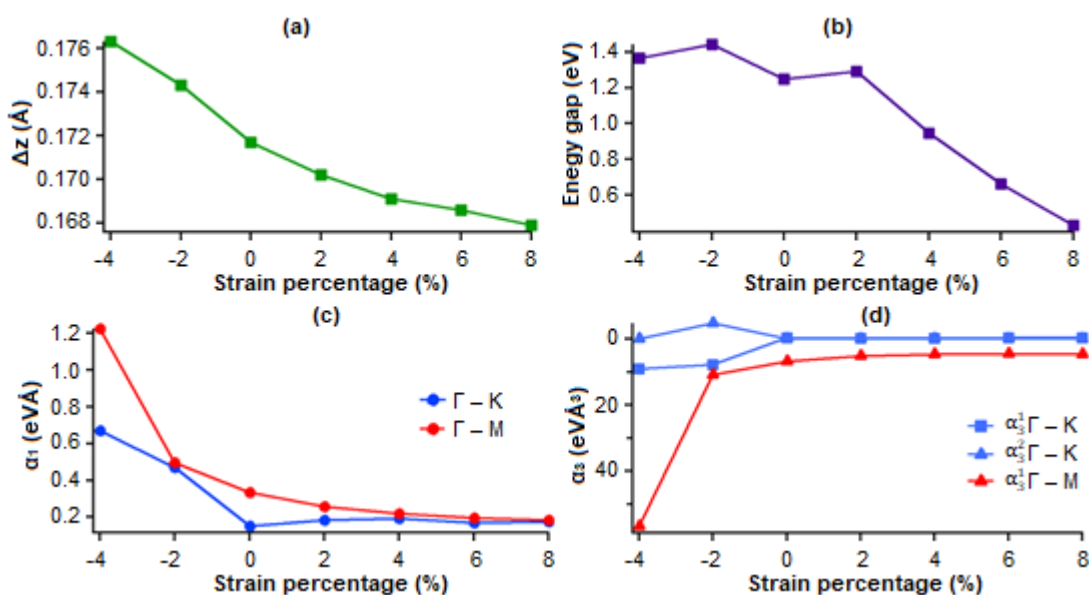 (a)
Δz (Å)
0.176
0.174
0.172
0.170
0.168
-4 -2 0 2 4 6 8
Strain percentage (%)
(b)
Energy gap (eV)
1.4
1.2
1.0
0.8
0.6
-4 -2 0 2 4 6 8
Strain percentage (%)
(c)
α₁ (eVÅ)
1.2
1.0
0.8
0.6
0.4
0.2
Γ – K
Γ – M
-4 -2 0 2 4 6 8
Strain percentage (%)
(d)
α₃ (eVÅ³)
0
20
40
α₃¹Γ – K
α₃²Γ – K
α₃¹Γ – M
-4 -2 0 2 4 6 8
Strain percentage (%)